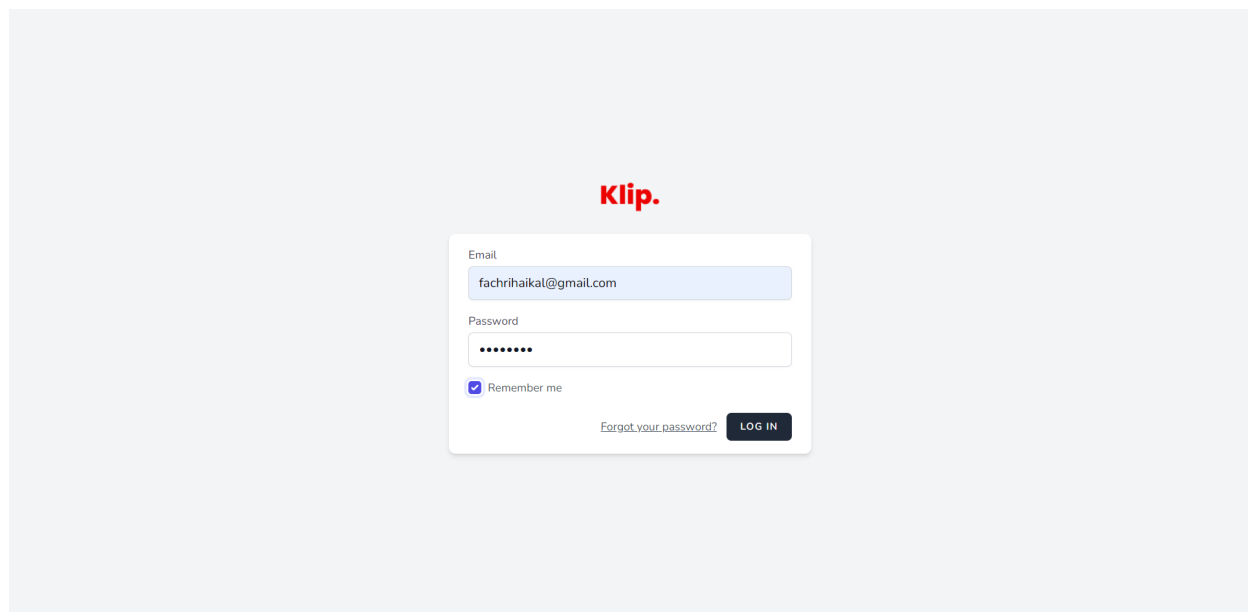 Klip.
Email
fachrihaikal@gmail.com
Password
••••••••
Remember me
Forgot your password? LOG IN